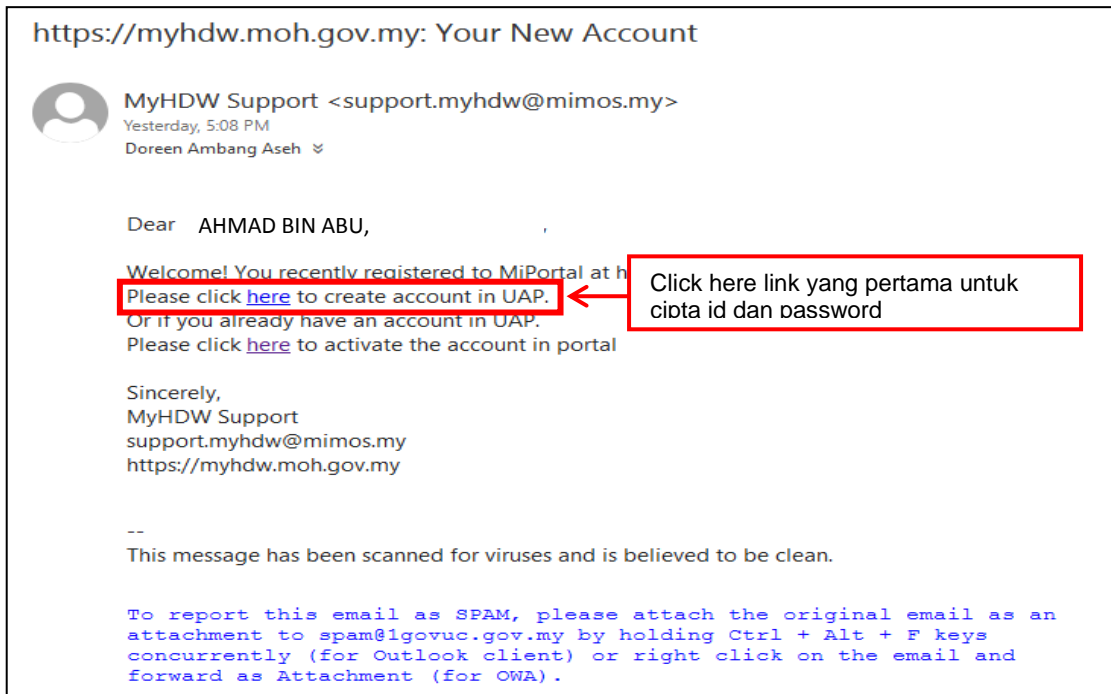 https://myhdw.moh.gov.my: Your New Account
MyHDW Support <support.myhdw@mimos.my>
Yesterday, 5:08 PM
Doreen Ambang Aseh
Dear AHMAD BIN ABU, ,
Welcome! You recently registered to MiPortal at h
Please click here to create account in UAP.
Click here link yang pertama untuk
cipta id dan password
Or if you already have an account in UAP.
Please click here to activate the account in portal
Sincerely,
MyHDW Support
support.myhdw@mimos.my
https://myhdw.moh.gov.my
--
This message has been scanned for viruses and is believed to be clean.
To report this email as SPAM, please attach the original email as an
attachment to spam@1govuc.gov.my by holding Ctrl + Alt + F keys
concurrently (for Outlook client) or right click on the email and
forward as Attachment (for OWA).